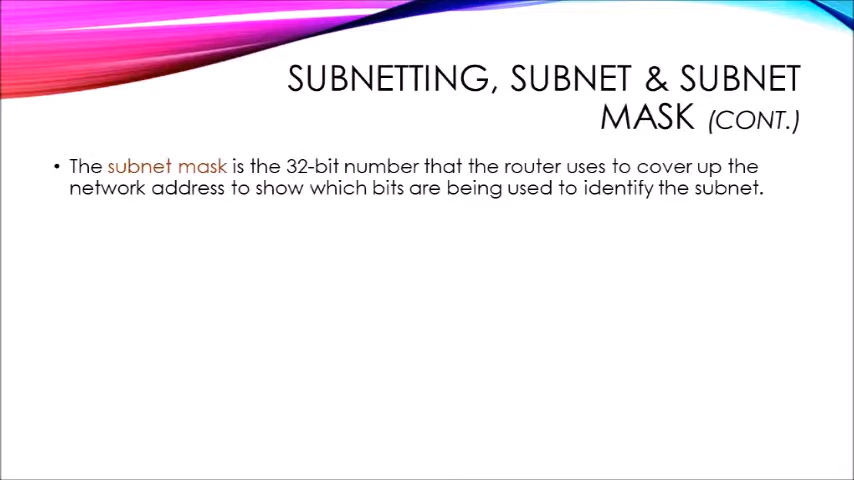 SUBNETTING, SUBNET & SUBNET
MASK (CONT.)
• The subnet mask is the 32-bit number that the router uses to cover up the
network address to show which bits are being used to identify the subnet.